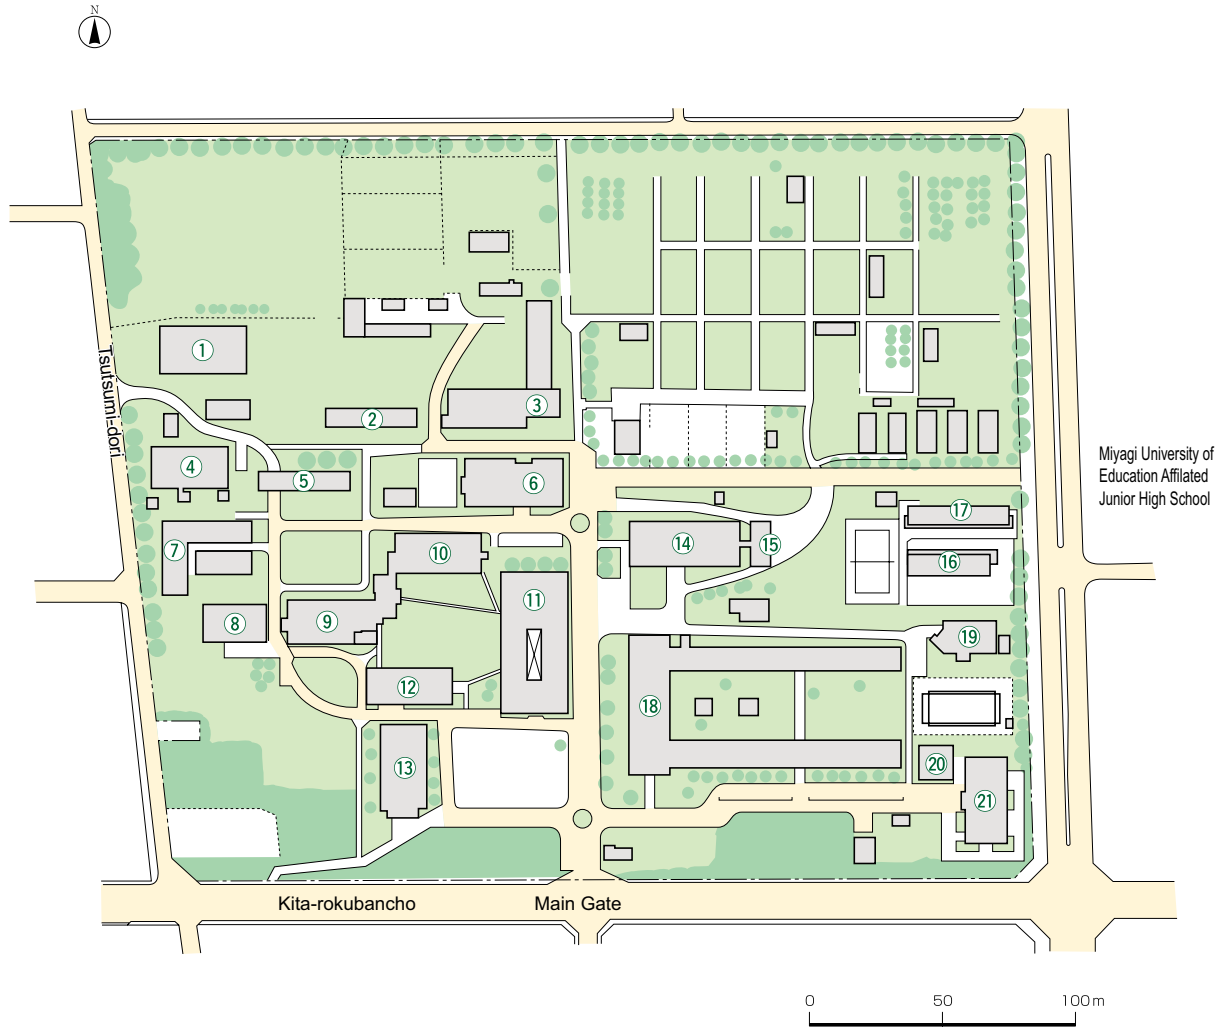 N
①
②
③
Tsutsumi-dori
④
⑤
⑥
Miyagi University of
Education Affilated
Junior High School
⑦
⑩
⑭
⑮
⑰
⑯
⑪
⑧
⑨
⑲
⑫
⑱
⑬
⑳
㉑
Kita-rokubancho
Main Gate
0 50 100m